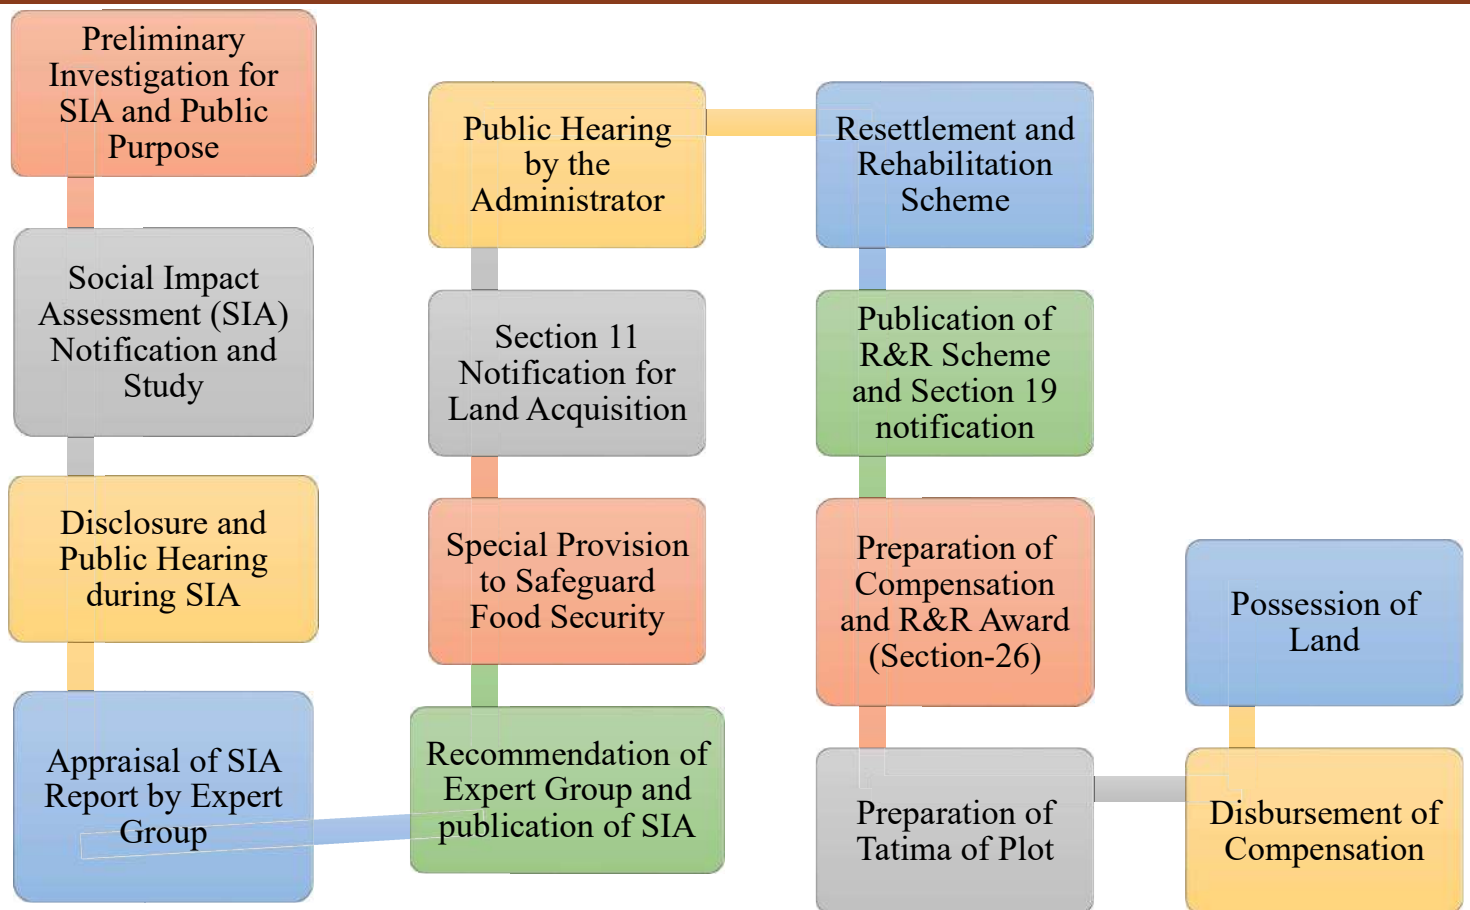 Preliminary
Investigation for
SIA and Public
Purpose
Social Impact
Assessment (SIA)
Notification and
Study
Disclosure and
Public Hearing
during SIA
Appraisal of SIA
Report by Expert
Group
Recommendation of
Expert Group and
publication of SIA
Special Provision
to Safeguard
Food Security
Section 11
Notification for
Land Acquisition
Public Hearing
by the
Administrator
Resettlement and
Rehabilitation
Scheme
Publication of
R&R Scheme
and Section 19
notification
Preparation of
Compensation
and R&R Award
(Section-26)
Preparation of
Tatima of Plot
Disbursement of
Compensation
Possession of
Land